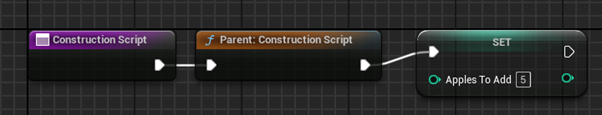 Construction Script
Parent: Construction Script
SET
Apples To Add 5